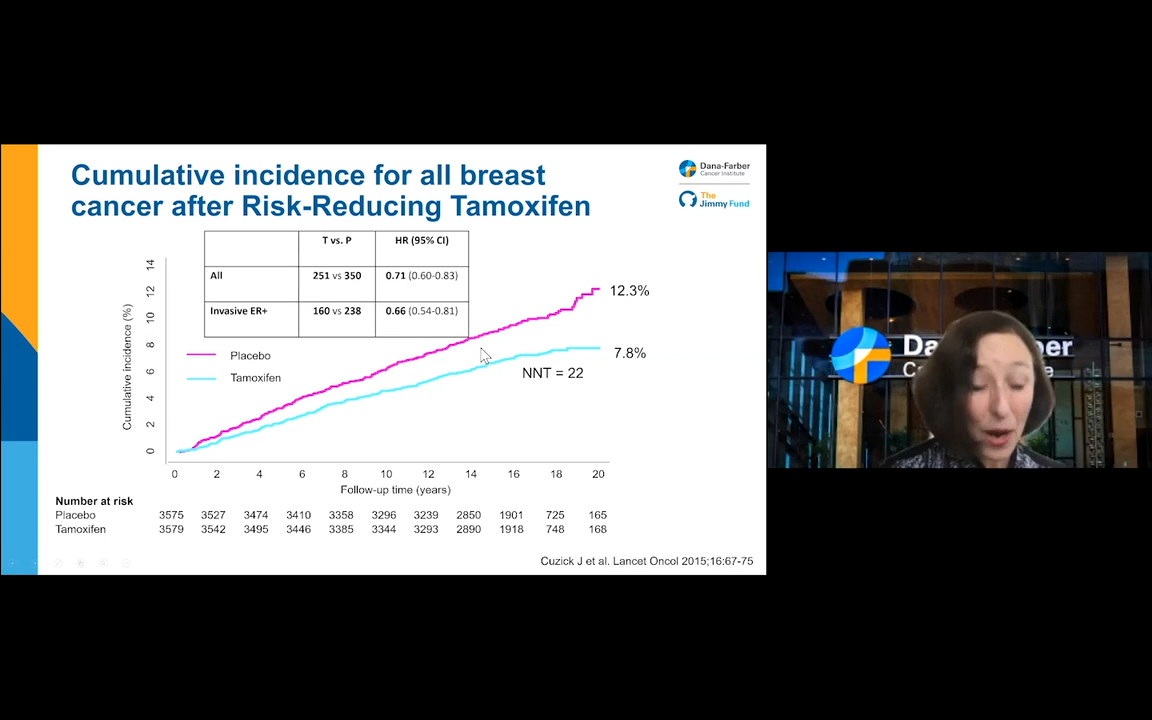 Cumulative incidence for all breast
cancer after Risk-Reducing Tamoxifen
Dana-Farber
Cancer Institute
The
Jimmy Fund
T vs. P HR (95% CI)
All 251 vs 350 0.71 (0.60-0.83)
Invasive ER+ 160 vs 238 0.66 (0.54-0.81)
Placebo
Tamoxifen
12.3%
7.8%
NNT = 22
Cumulative incidence (%)
14
12
10
8
6
4
2
0
0 2 4 6 8 10 12 14 16 18 20
Follow-up time (years)
Number at risk
Placebo 3575 3527 3474 3410 3358 3296 3239 2850 1901 725 165
Tamoxifen 3579 3542 3495 3446 3385 3344 3293 2890 1918 748 168
Cuzick J et al. Lancet Oncol 2015;16:67-75